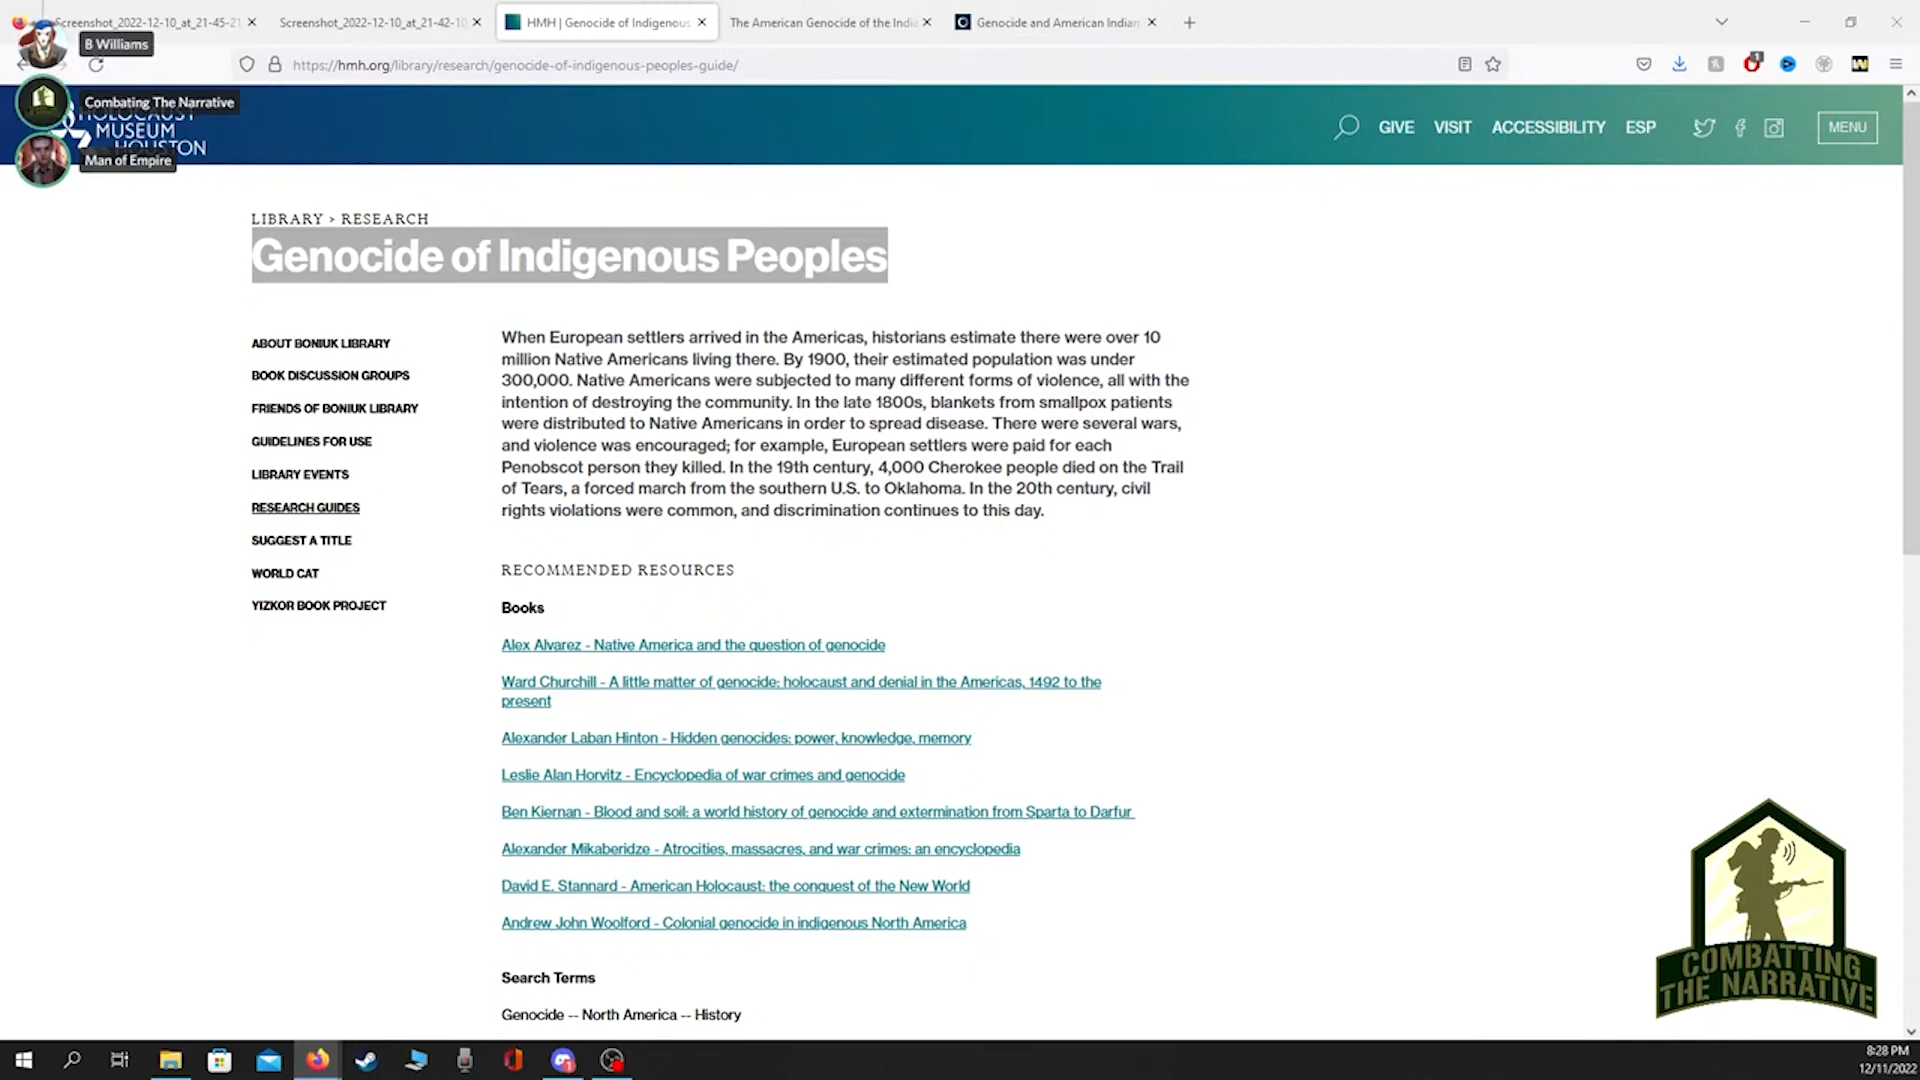 Screenshot_2022-12-10_at_21-45-21
Screenshot_2022-12-10_at_21-42-10
HMH | Genocide of Indigenous
The American Genocide of the India
Genocide and American Indian
B Williams
https://hmh.org/library/research/genocide-of-indigenous-peoples-guide/
Combating The Narrative
HOLOCAUST
MUSEUM
HOUSTON
Man of Empire
GIVE
VISIT
ACCESSIBILITY
ESP
MENU
LIBRARY > RESEARCH
Genocide of Indigenous Peoples
ABOUT BONIUK LIBRARY
BOOK DISCUSSION GROUPS
FRIENDS OF BONIUK LIBRARY
GUIDELINES FOR USE
LIBRARY EVENTS
RESEARCH GUIDES
SUGGEST A TITLE
WORLD CAT
YIZKOR BOOK PROJECT
When European settlers arrived in the Americas, historians estimate there were over 10
million Native Americans living there. By 1900, their estimated population was under
300,000. Native Americans were subjected to many different forms of violence, all with the
intention of destroying the community. In the late 1800s, blankets from smallpox patients
were distributed to Native Americans in order to spread disease. There were several wars,
and violence was encouraged; for example, European settlers were paid for each
Penobscot person they killed. In the 19th century, 4,000 Cherokee people died on the Trail
of Tears, a forced march from the southern U.S. to Oklahoma. In the 20th century, civil
rights violations were common, and discrimination continues to this day.
RECOMMENDED RESOURCES
Books
Alex Alvarez - Native America and the question of genocide
Ward Churchill - A little matter of genocide: holocaust and denial in the Americas, 1492 to the
present
Alexander Laban Hinton - Hidden genocides: power, knowledge, memory
Leslie Alan Horvitz - Encyclopedia of war crimes and genocide
Ben Kiernan - Blood and soil: a world history of genocide and extermination from Sparta to Darfur
Alexander Mikaberidze - Atrocities, massacres, and war crimes: an encyclopedia
David E. Stannard - American Holocaust: the conquest of the New World
Andrew John Woolford - Colonial genocide in indigenous North America
Search Terms
Genocide -- North America -- History
COMBATTING
THE NARRATIVE
8:28 PM
12/11/2022